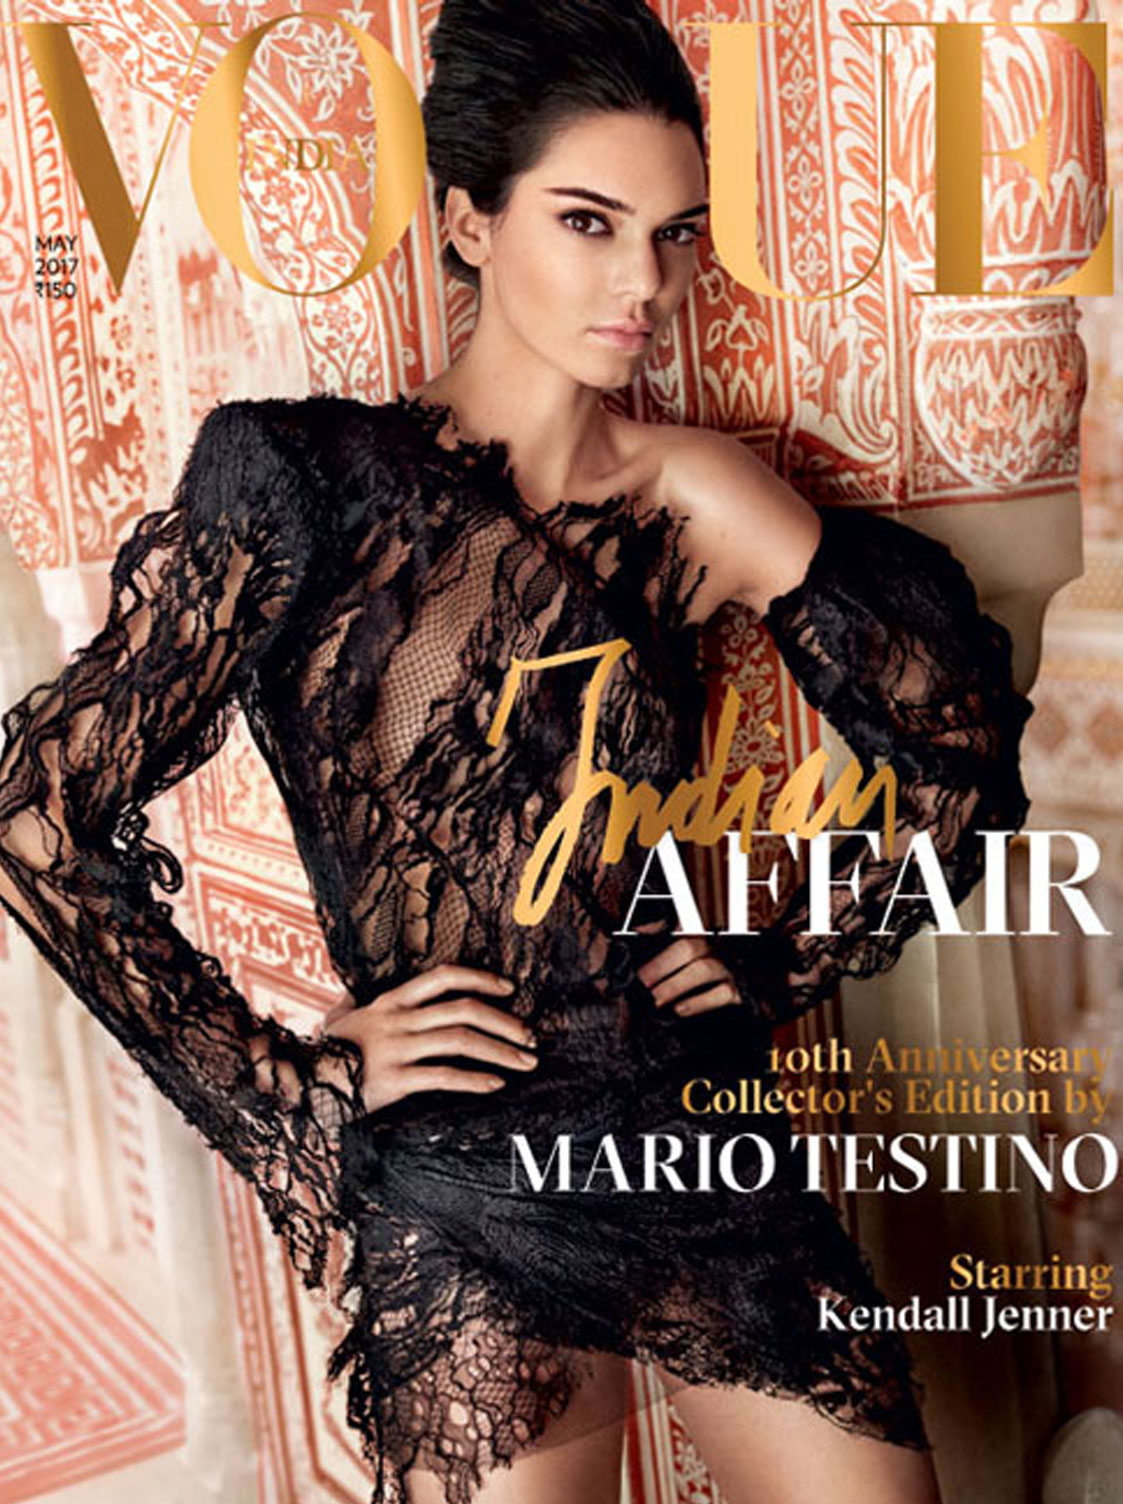 VOGUE
INDIA
MAY
2017
₹150
Indian
AFFAIR
10th Anniversary
Collector's Edition by
MARIO TESTINO
Starring
Kendall Jenner